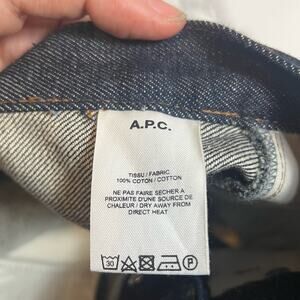 A.P.C.
TISSU / FABRIC
100% COTON / COTTON
NE PAS FAIRE SECHER A
PROXIMITE D'UNE SOURCE DE
CHALEUR / DRY AWAY FROM
DIRECT HEAT
30 P